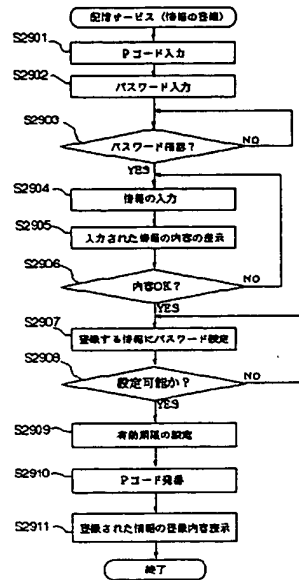 配信サービス（情報の登録）
S2901
Pコード入力
S2902
パスワード入力
S2903
パスワード確認？
NO
YES
S2904
情報の入力
S2905
入力された情報の内容の表示
S2906
内容OK？
NO
YES
S2907
登録する情報にパスワード設定
S2908
設定可能か？
NO
YES
S2909
有効期限の設定
S2910
Pコード発番
S2911
登録された情報の登録内容表示
終了